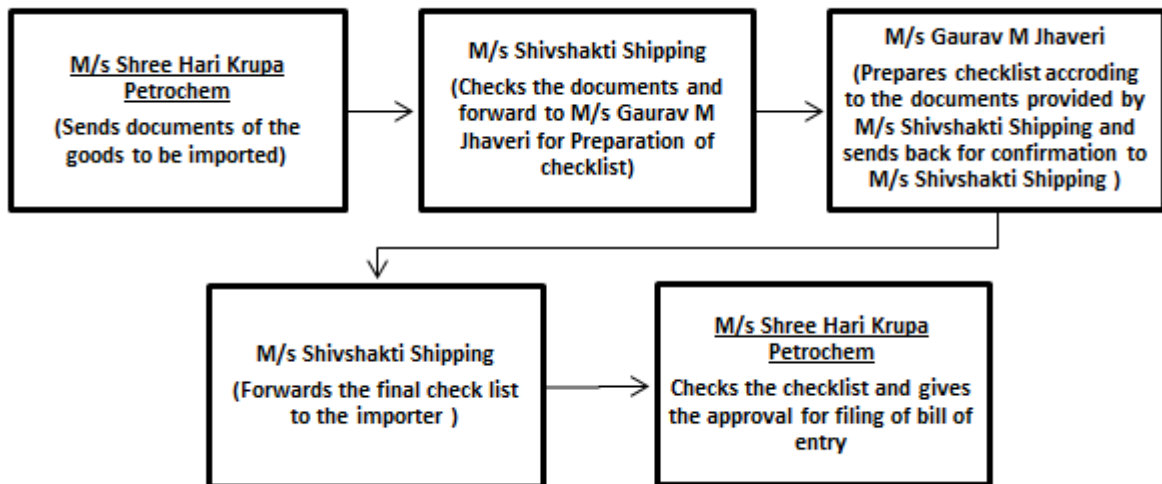 M/s Shree Hari Krupa
Petrochem
(Sends documents of the
goods to be imported)
M/s Shivshakti Shipping
(Checks the documents and
forward to M/s Gaurav M
Jhaveri for Preparation of
checklist)
M/s Gaurav M Jhaveri
(Prepares checklist accroding
to the documents provided by
M/s Shivshakti Shipping and
sends back for confirmation to
M/s Shivshakti Shipping )
M/s Shivshakti Shipping
(Forwards the final check list
to the importer )
M/s Shree Hari Krupa
Petrochem
Checks the checklist and gives
the approval for filing of bill of
entry